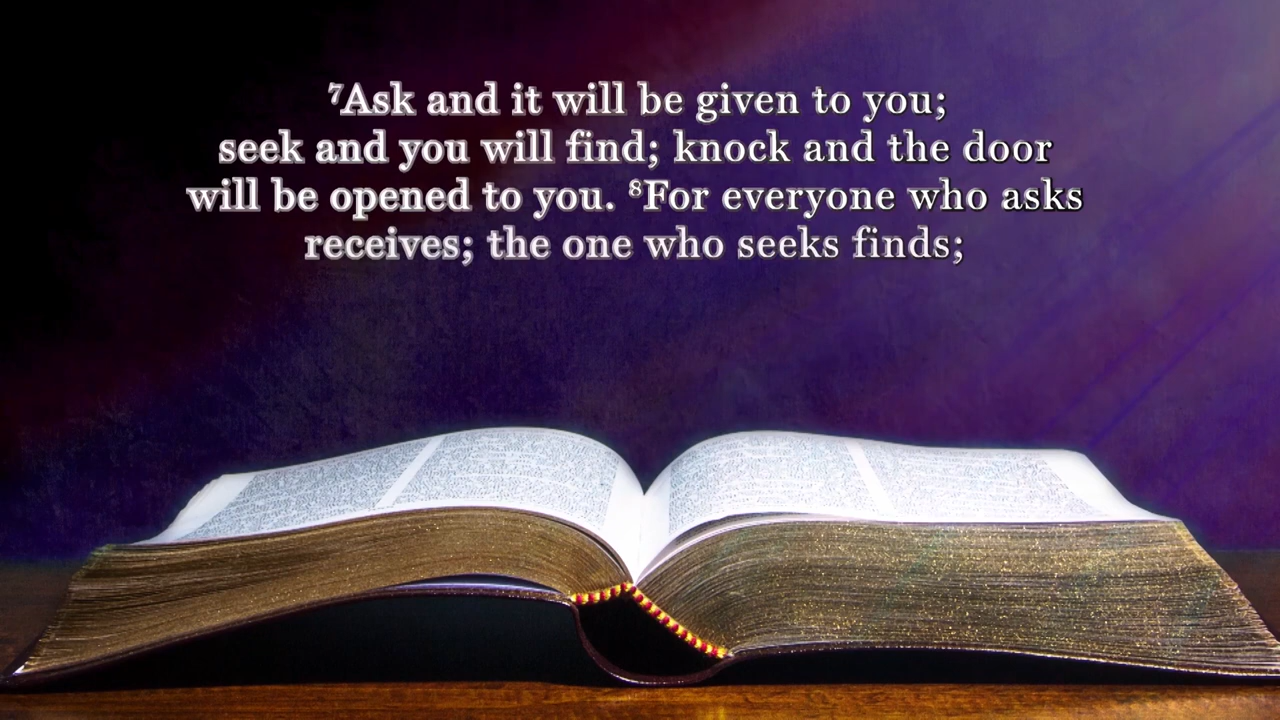 ⁷Ask and it will be given to you;
seek and you will find; knock and the door
will be opened to you. ⁸For everyone who asks
receives; the one who seeks finds;